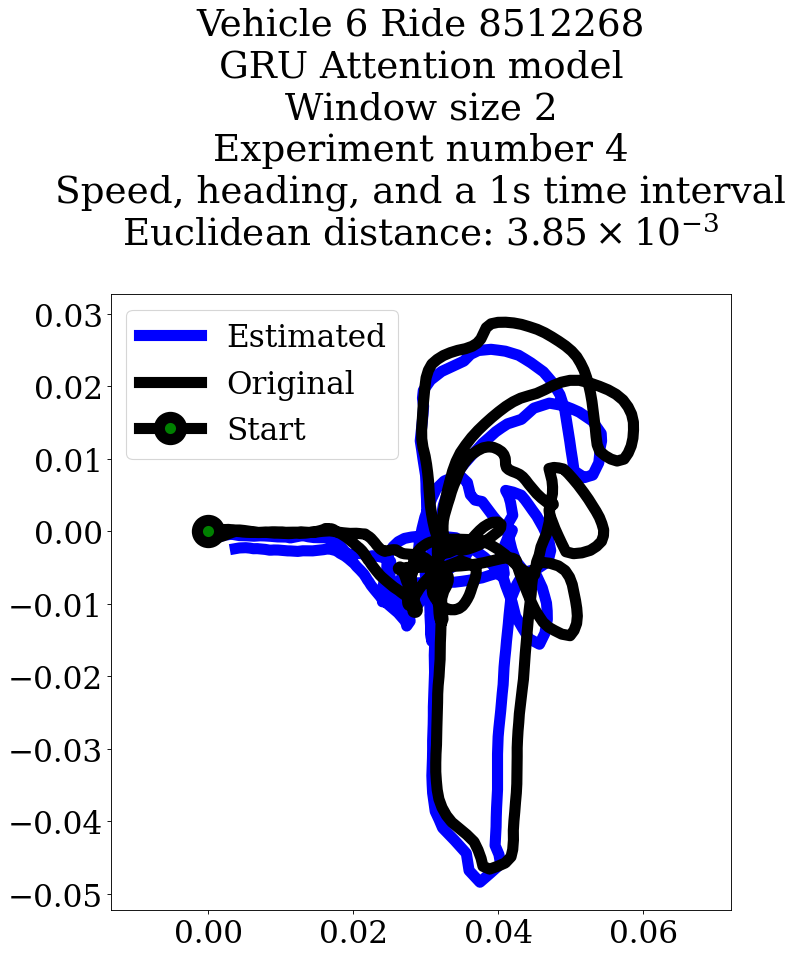 Vehicle 6 Ride 8512268
GRU Attention model
Window size 2
Experiment number 4
Speed, heading, and a 1s time interval
Euclidean distance: 3.85 × 10⁻³
Estimated
Original
Start
0.03
0.02
0.01
0.00
−0.01
−0.02
−0.03
−0.04
−0.05
0.00 0.02 0.04 0.06